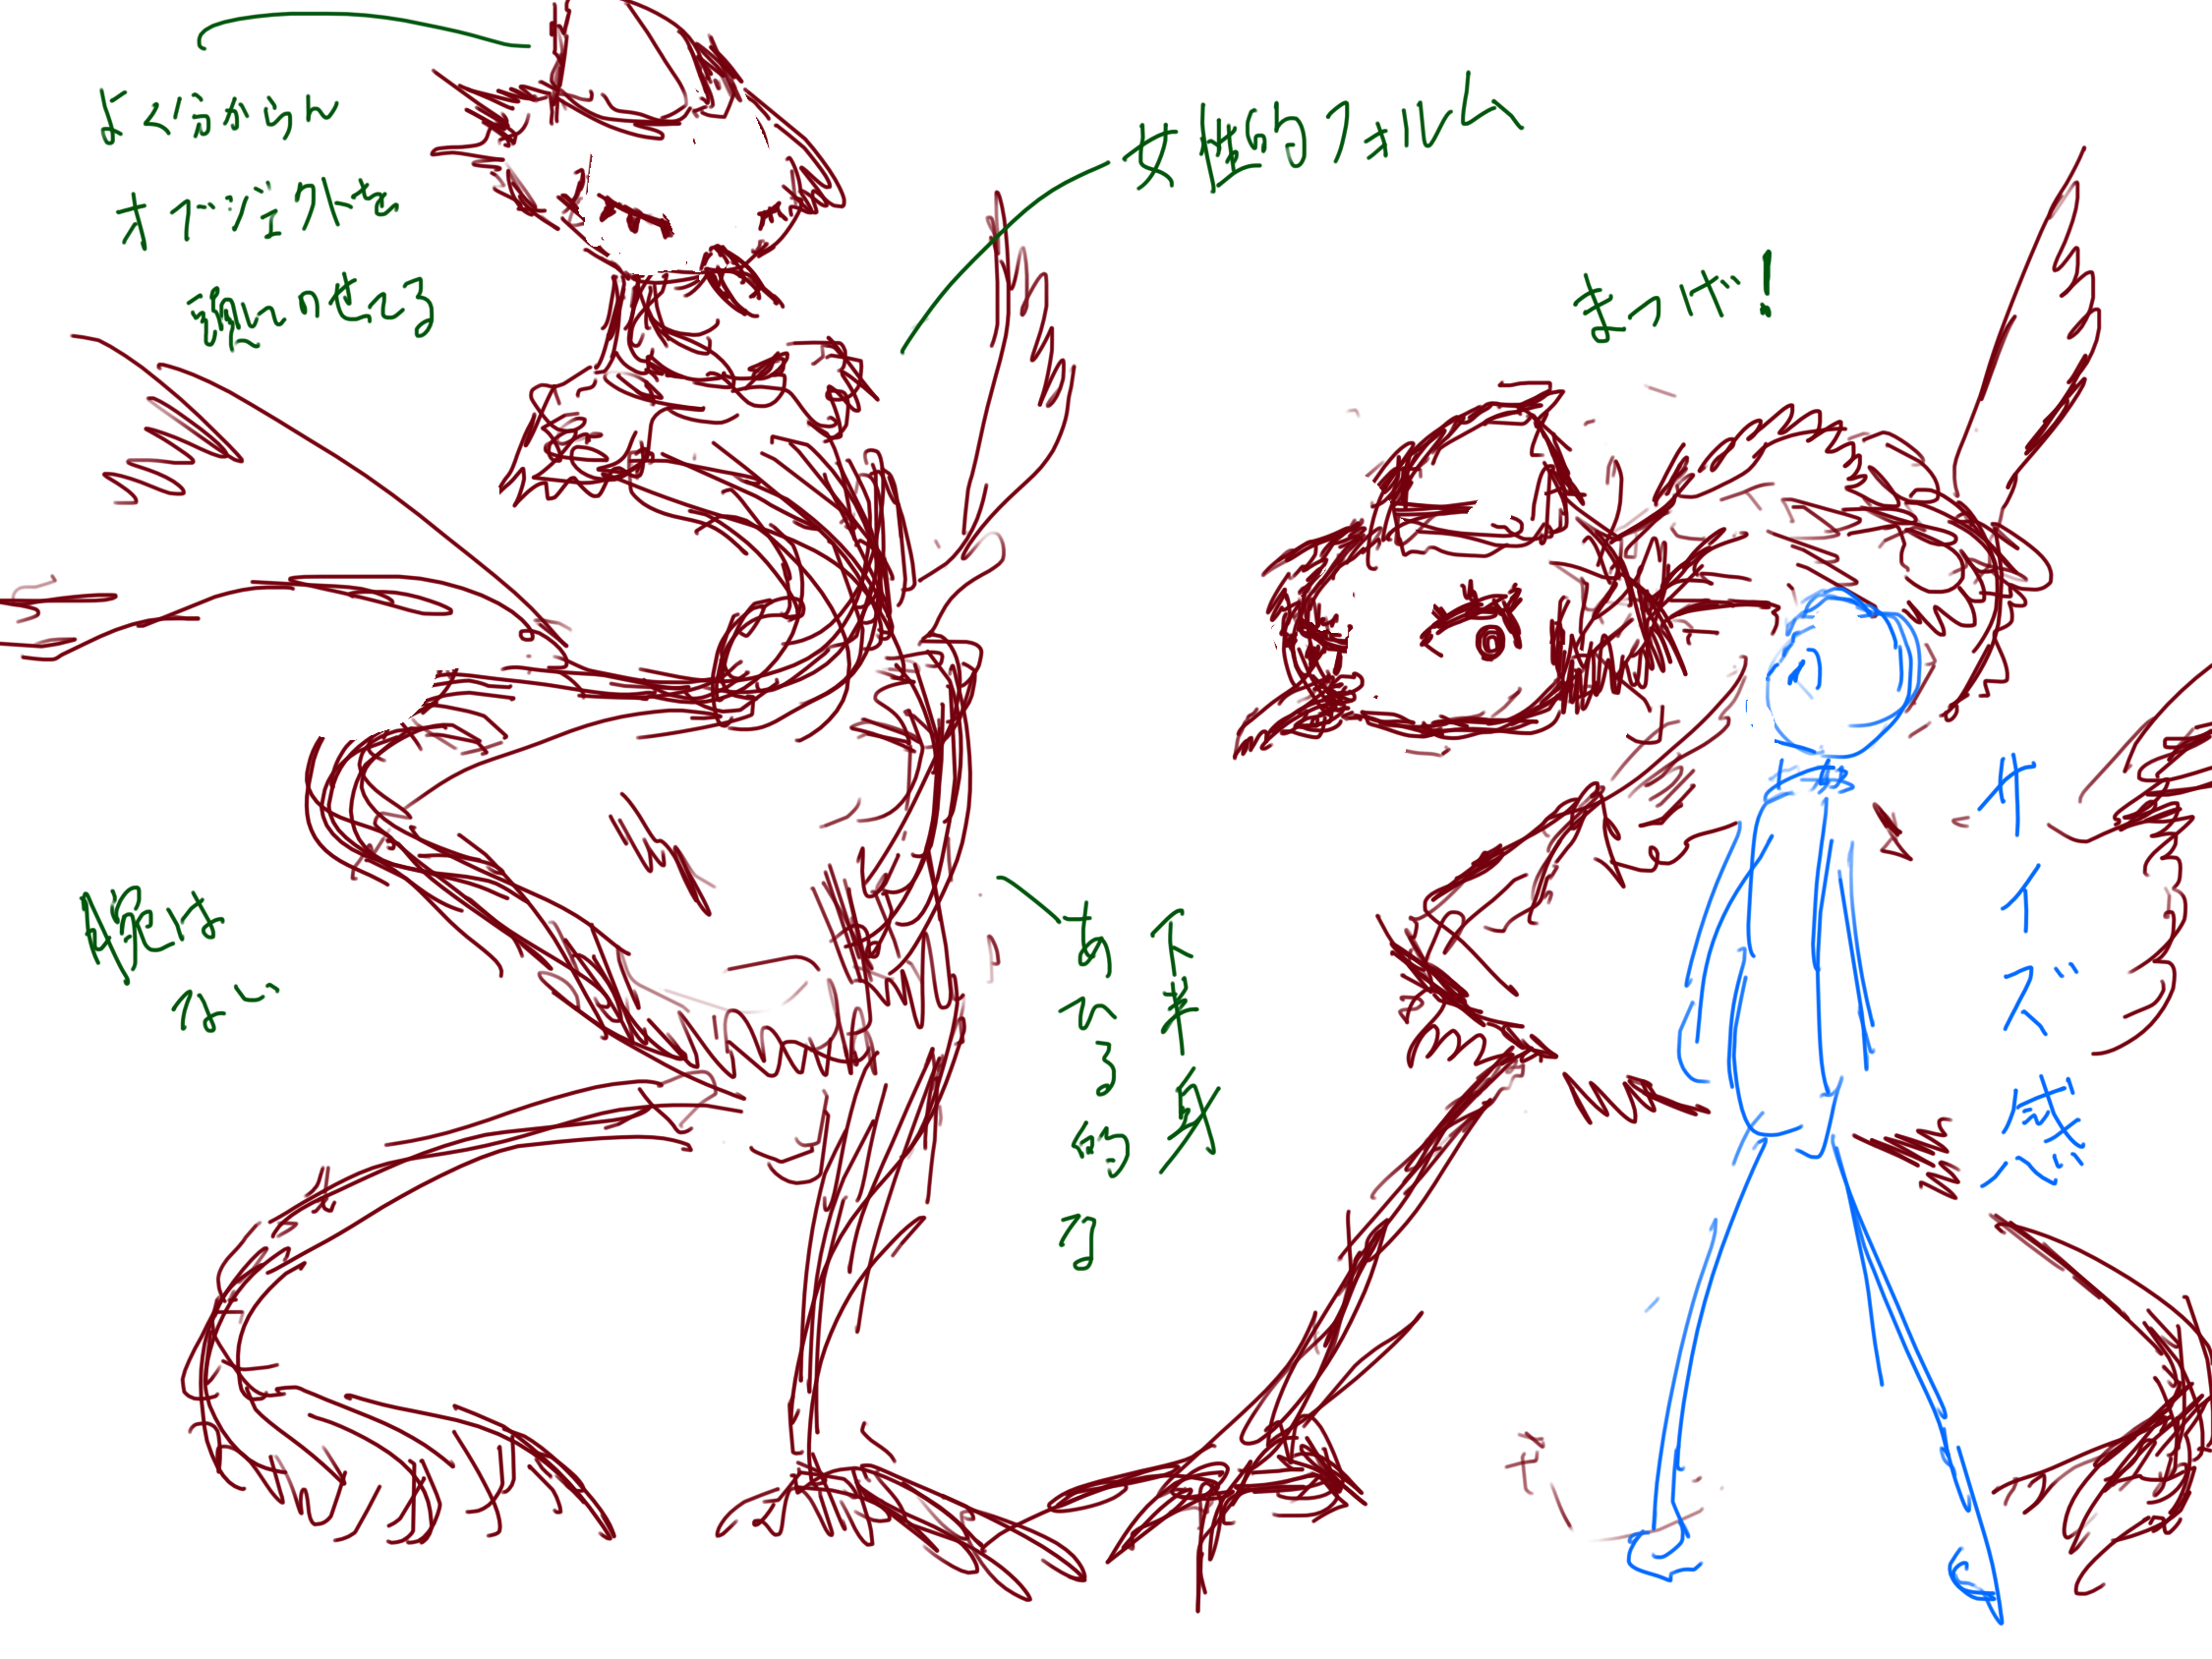 よく分からん
オブジェクトを
頭にのせてる
女性的フォルム
まつげ!
腕は
ない
下半身
あひる的な
サイズ感